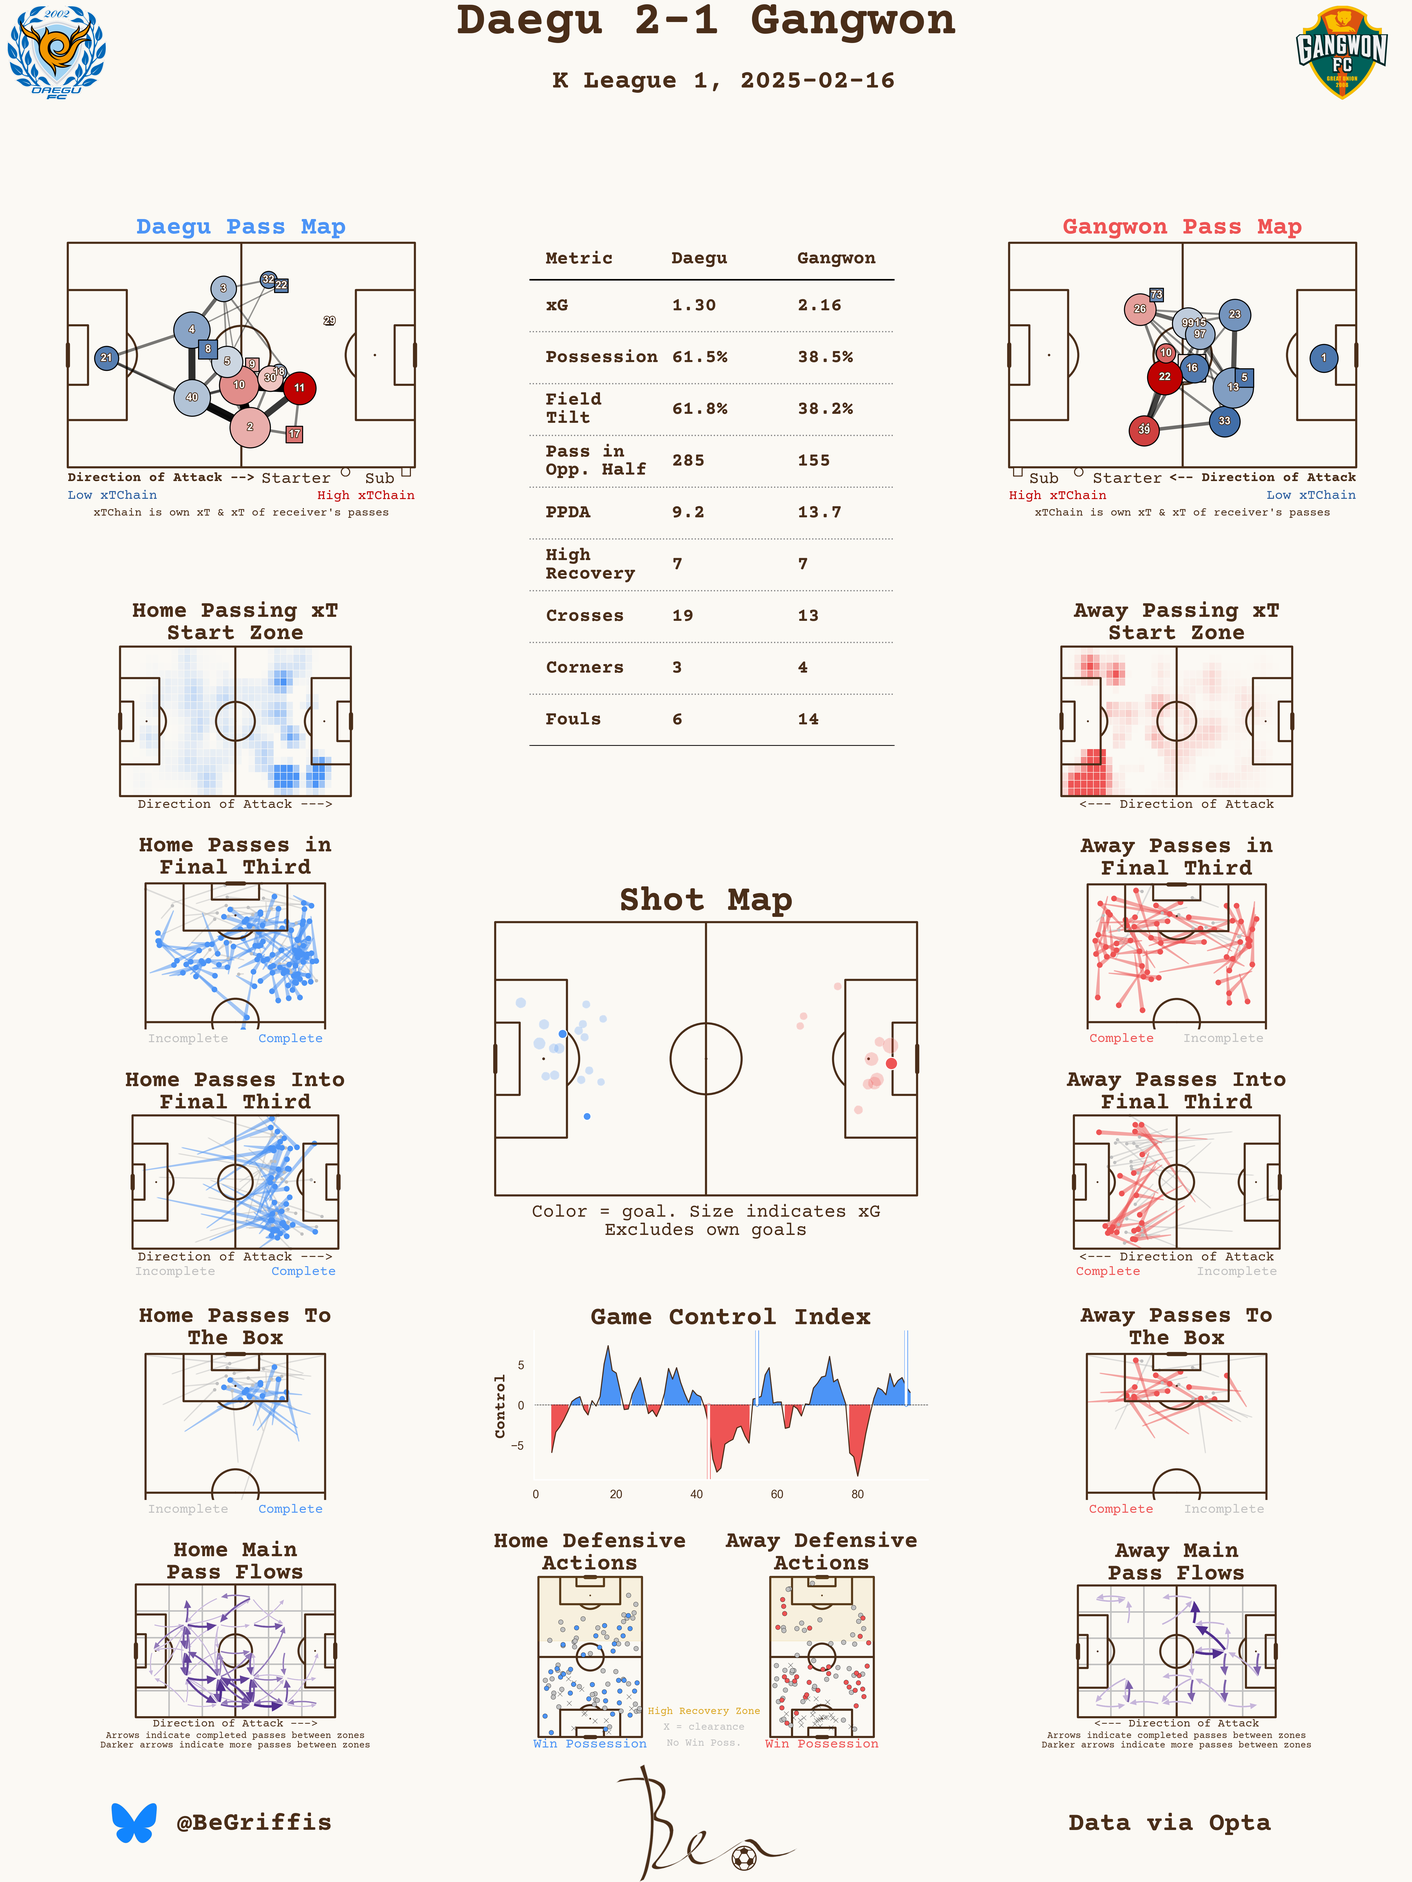 Daegu 2-1 Gangwon
K League 1, 2025-02-16
2002
DAEGU
FC
GANGWON
FC
GREAT UNION
2008
Daegu Pass Map
3
32
22
29
4
8
21
5
9
18
30
10
11
40
2
17
Direction of Attack --> Starter Sub
Low xTChain High xTChain
xTChain is own xT & xT of receiver's passes
Metric Daegu Gangwon
xG 1.30 2.16
Possession 61.5% 38.5%
Field
Tilt 61.8% 38.2%
Pass in
Opp. Half 285 155
PPDA 9.2 13.7
High
Recovery 7 7
Crosses 19 13
Corners 3 4
Fouls 6 14
Gangwon Pass Map
73
26
99
15
23
97
10
1
16
22
5
13
33
39
Sub Starter <-- Direction of Attack
High xTChain Low xTChain
xTChain is own xT & xT of receiver's passes
Home Passing xT
Start Zone
Direction of Attack --->
Away Passing xT
Start Zone
<--- Direction of Attack
Home Passes in
Final Third
Incomplete Complete
Away Passes in
Final Third
Complete Incomplete
Shot Map
Color = goal. Size indicates xG
Excludes own goals
Home Passes Into
Final Third
Direction of Attack --->
Incomplete Complete
Away Passes Into
Final Third
<--- Direction of Attack
Complete Incomplete
Home Passes To
The Box
Incomplete Complete
Game Control Index
Control
5
0
−5
0 20 40 60 80
Away Passes To
The Box
Complete Incomplete
Home Main
Pass Flows
Direction of Attack --->
Arrows indicate completed passes between zones
Darker arrows indicate more passes between zones
Home Defensive
Actions
Win Possession
High Recovery Zone
X = clearance
No Win Poss.
Away Defensive
Actions
Win Possession
Away Main
Pass Flows
<--- Direction of Attack
Arrows indicate completed passes between zones
Darker arrows indicate more passes between zones
@BeGriffis
Ben
Data via Opta